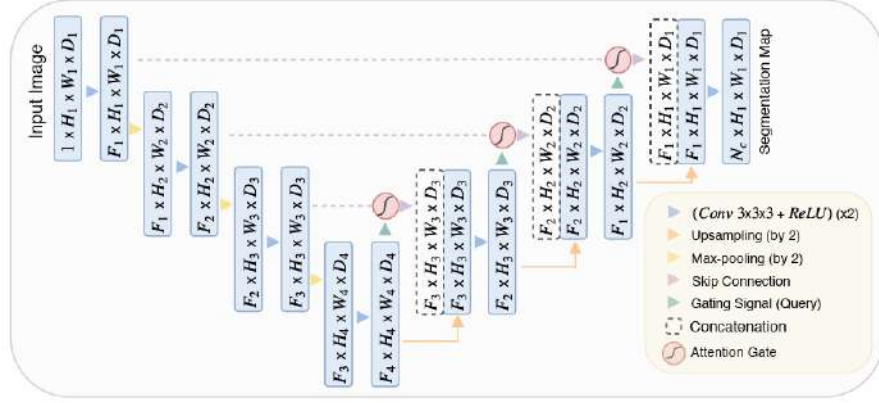 Input Image
1 x H1 x W1 x D1
F1 x H1 x W1 x D1
F1 x H2 x W2 x D2
F2 x H2 x W2 x D2
F2 x H3 x W3 x D3
F3 x H3 x W3 x D3
F3 x H4 x W4 x D4
F4 x H4 x W4 x D4
F3 x H3 x W3 x D3
F3 x H3 x W3 x D3
F2 x H3 x W3 x D3
F2 x H2 x W2 x D2
F2 x H2 x W2 x D2
F1 x H2 x W2 x D2
F1 x H1 x W1 x D1
F1 x H1 x W1 x D1
Nc x H1 x W1 x D1
Segmentation Map
(Conv 3x3x3 + ReLU) (x2)
Upsampling (by 2)
Max-pooling (by 2)
Skip Connection
Gating Signal (Query)
Concatenation
Attention Gate